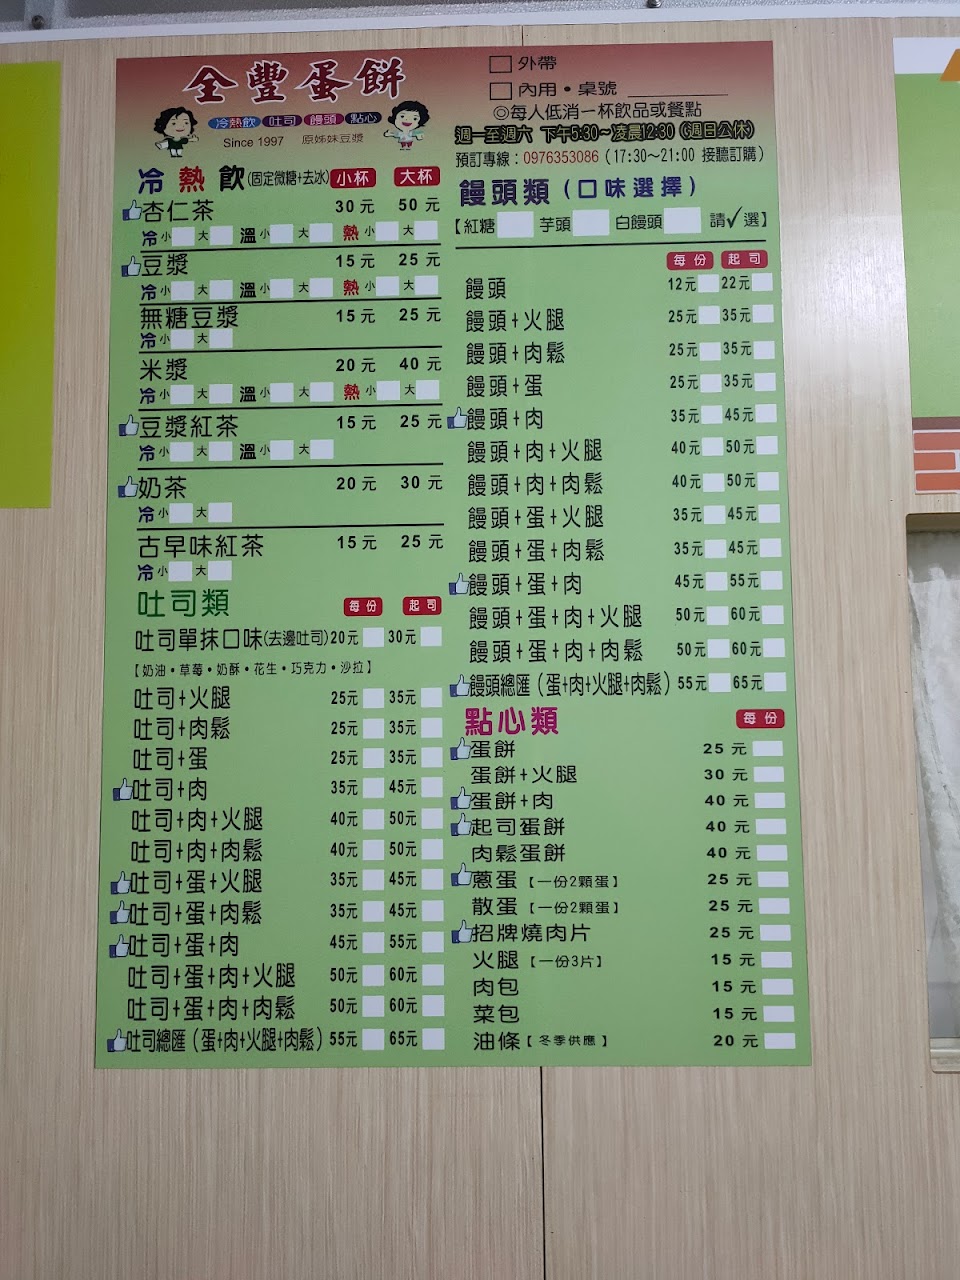 全豐蛋餅
冷熱飲 吐司 饅頭 點心
Since 1997 原姊妹豆漿
外帶
內用•桌號
◎每人低消一杯飲品或餐點
週一至週六 下午5:30～凌晨12:30 (週日公休)
預訂專線：0976353086 (17:30～21:00 接聽訂購)
冷熱飲(固定微糖+去冰) 小杯 大杯
杏仁茶 30元 50元
冷 小 大 溫 小 大 熱 小 大
豆漿 15元 25元
冷 小 大 溫 小 大 熱 小 大
無糖豆漿 15元 25元
冷 小 大
米漿 20元 40元
冷 小 大 溫 小 大 熱 小 大
豆漿紅茶 15元 25元
冷 小 大 溫 小 大
奶茶 20元 30元
冷 小 大
古早味紅茶 15元 25元
冷 小 大
吐司類 每份 起司
吐司單抹口味(去邊吐司) 20元 30元
【奶油•草莓•奶酥•花生•巧克力•沙拉】
吐司+火腿 25元 35元
吐司+肉鬆 25元 35元
吐司+蛋 25元 35元
吐司+肉 35元 45元
吐司+肉+火腿 40元 50元
吐司+肉+肉鬆 40元 50元
吐司+蛋+火腿 35元 45元
吐司+蛋+肉鬆 35元 45元
吐司+蛋+肉 45元 55元
吐司+蛋+肉+火腿 50元 60元
吐司+蛋+肉+肉鬆 50元 60元
吐司總匯(蛋+肉+火腿+肉鬆) 55元 65元
饅頭類(口味選擇)
【紅糖 芋頭 白饅頭 請✓選】
每份 起司
饅頭 12元 22元
饅頭+火腿 25元 35元
饅頭+肉鬆 25元 35元
饅頭+蛋 25元 35元
饅頭+肉 35元 45元
饅頭+肉+火腿 40元 50元
饅頭+肉+肉鬆 40元 50元
饅頭+蛋+火腿 35元 45元
饅頭+蛋+肉鬆 35元 45元
饅頭+蛋+肉 45元 55元
饅頭+蛋+肉+火腿 50元 60元
饅頭+蛋+肉+肉鬆 50元 60元
饅頭總匯(蛋+肉+火腿+肉鬆) 55元 65元
點心類 每份
蛋餅 25元
蛋餅+火腿 30元
蛋餅+肉 40元
起司蛋餅 40元
肉鬆蛋餅 40元
蔥蛋【一份2顆蛋】 25元
散蛋【一份2顆蛋】 25元
招牌燒肉片 25元
火腿【一份3片】 15元
肉包 15元
菜包 15元
油條【冬季供應】 20元